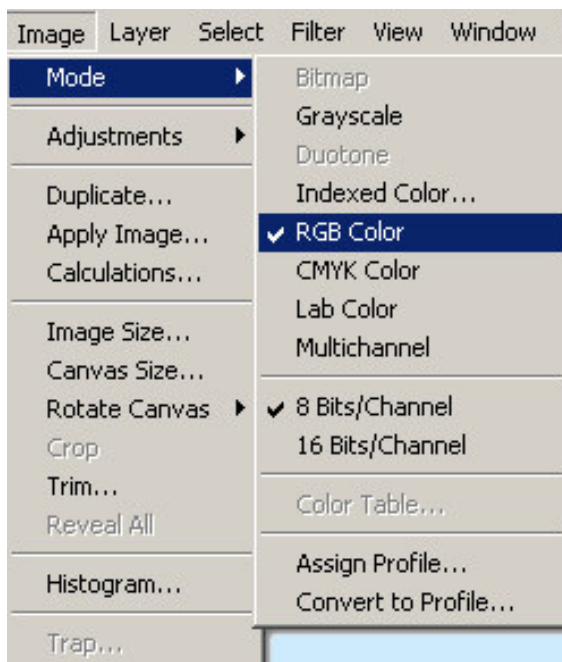 Image Layer Select Filter View Window
Mode
Adjustments
Duplicate...
Apply Image...
Calculations...
Image Size...
Canvas Size...
Rotate Canvas
Crop
Trim...
Reveal All
Histogram...
Trap...
Bitmap
Grayscale
Duotone
Indexed Color...
RGB Color
CMYK Color
Lab Color
Multichannel
8 Bits/Channel
16 Bits/Channel
Color Table...
Assign Profile...
Convert to Profile...